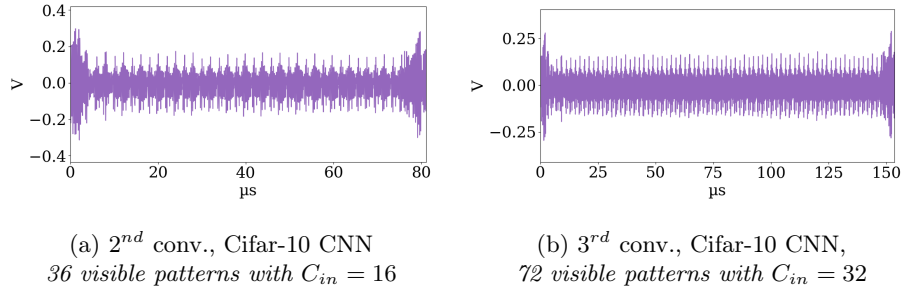 0.4
0.2
0.0
−0.2
−0.4
V
0 20 40 60 80
µs
(a) 2nd conv., Cifar-10 CNN
36 visible patterns with Cin = 16
0.25
0.00
−0.25
V
0 25 50 75 100 125 150
µs
(b) 3rd conv., Cifar-10 CNN,
72 visible patterns with Cin = 32